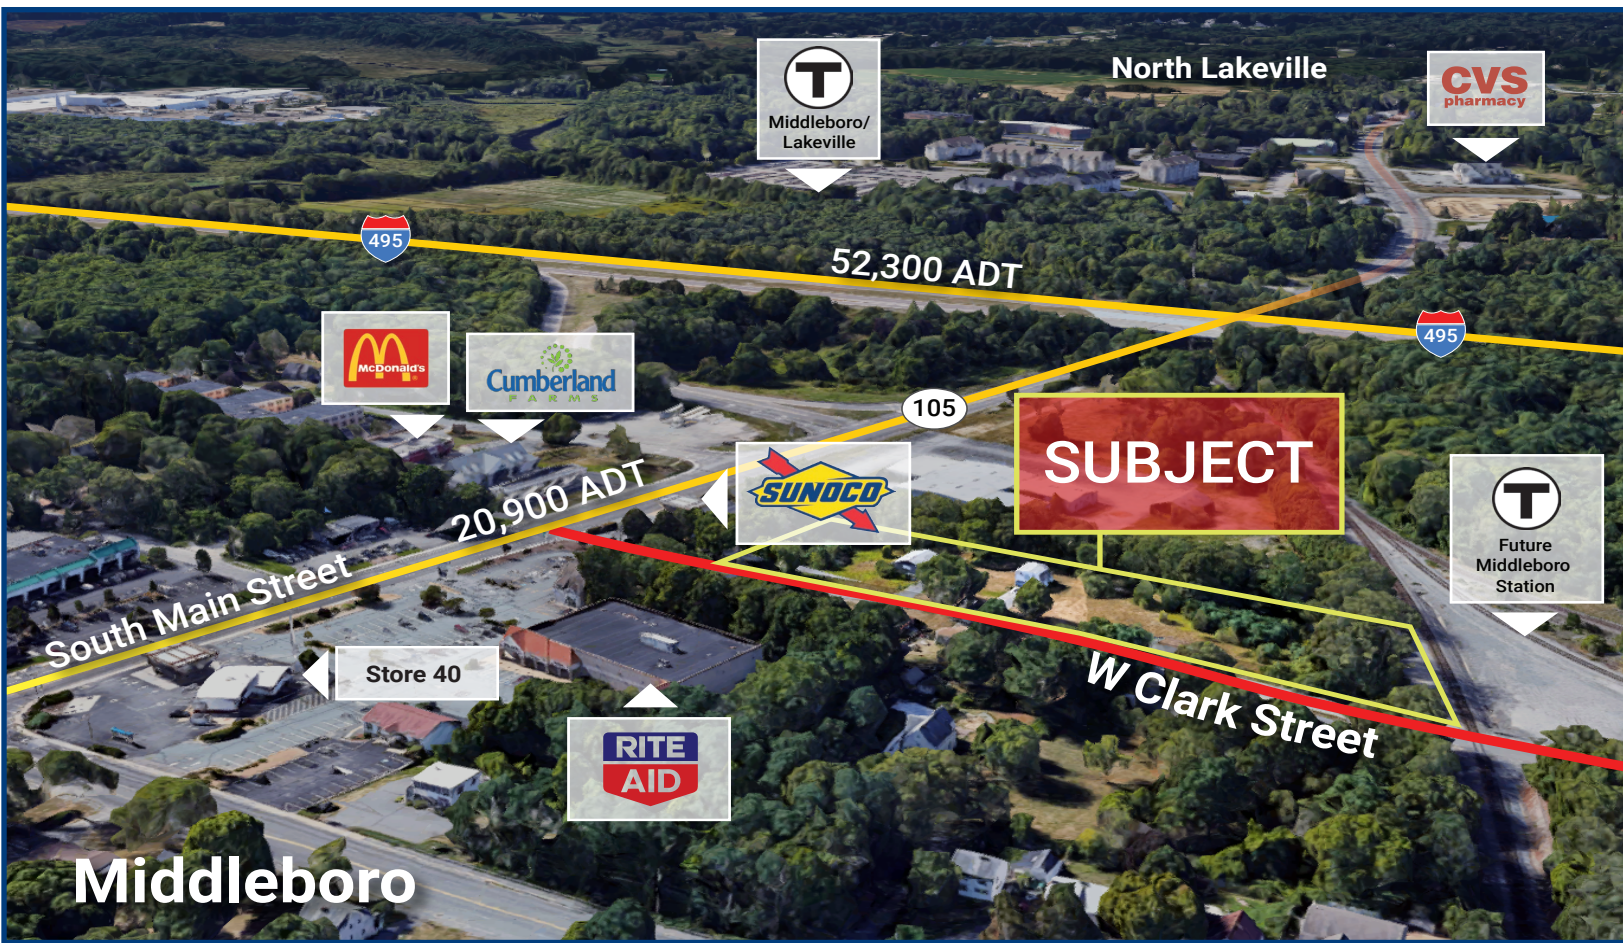 North Lakeville
CVS
pharmacy
T
Middleboro/
Lakeville
495
52,300 ADT
495
McDonald's
Cumberland
FARMS
105
SUBJECT
SUNOCO
T
Future
Middleboro
Station
20,900 ADT
South Main Street
Store 40
W Clark Street
RITE
AID
Middleboro